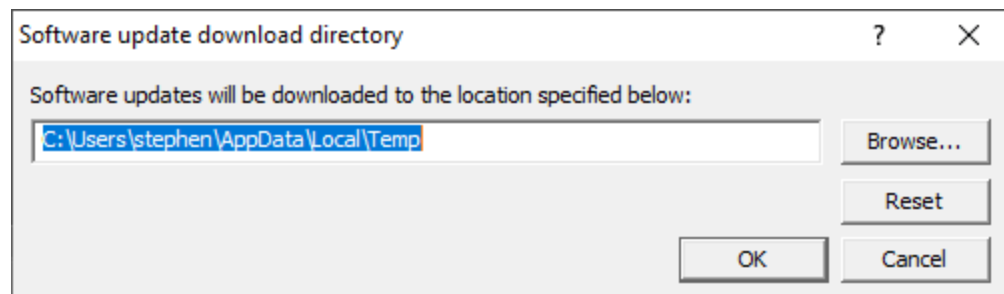 Software update download directory
?
Software updates will be downloaded to the location specified below:
C:\Users\stephen\AppData\Local\Temp
Browse...
Reset
OK
Cancel